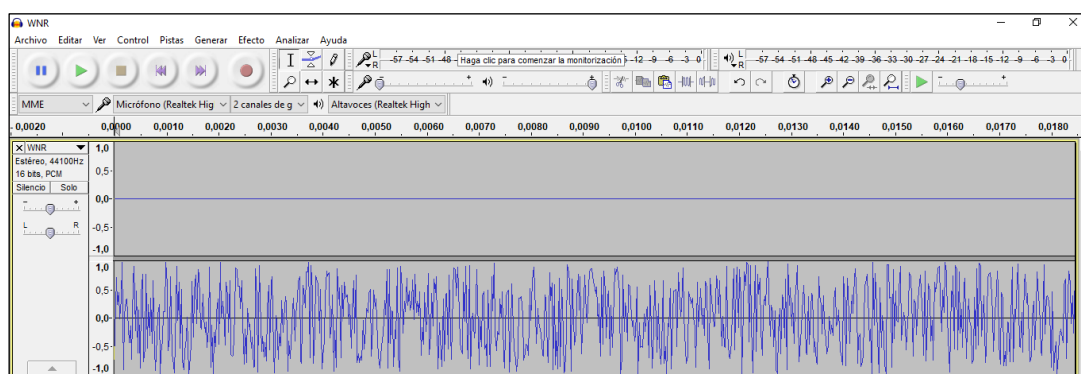 WNR
Archivo Editar Ver Control Pistas Generar Efecto Analizar Ayuda
L R -57 -54 -51 -48 Haga clic para comenzar la monitorización -12 -9 -6 -3 0 L R -57 -54 -51 -48 -45 -42 -39 -36 -33 -30 -27 -24 -21 -18 -15 -12 -9 -6 -3 0
- + - - +
MME Micrófono (Realtek Hig 2 canales de g Altavoces (Realtek High
- 0,0020 0,0000 0,0010 0,0020 0,0030 0,0040 0,0050 0,0060 0,0070 0,0080 0,0090 0,0100 0,0110 0,0120 0,0130 0,0140 0,0150 0,0160 0,0170 0,0180
X WNR 1,0
Estéreo, 44100Hz
16 bits, PCM 0,5
Silencio Solo
- + 0,0
L R -0,5
-1,0
1,0
0,5
0,0
-0,5
-1,0